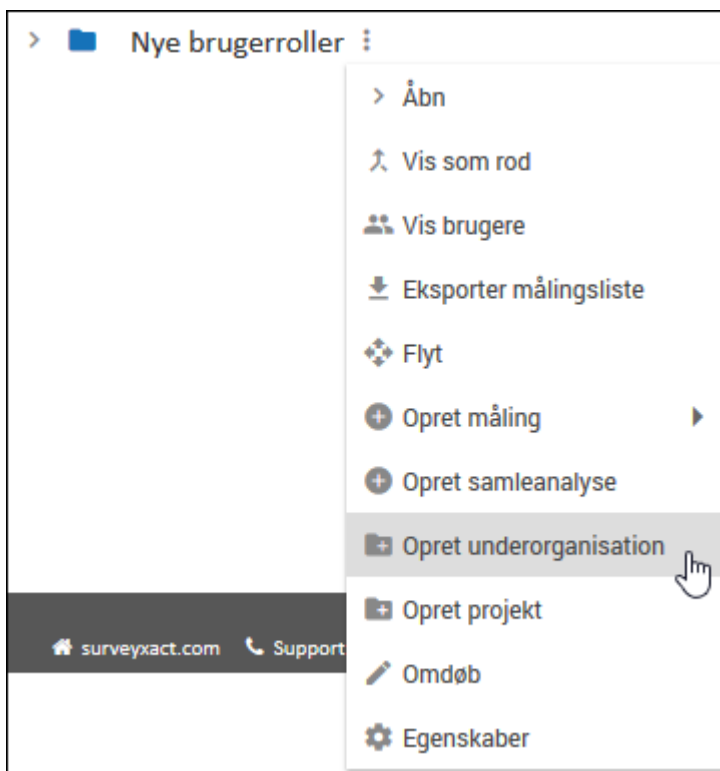 Nye brugerroller
Åbn
Vis som rod
Vis brugere
Eksporter målingsliste
Flyt
Opret måling
Opret samleanalyse
Opret underorganisation
Opret projekt
surveyxact.com Support
Omdøb
Egenskaber